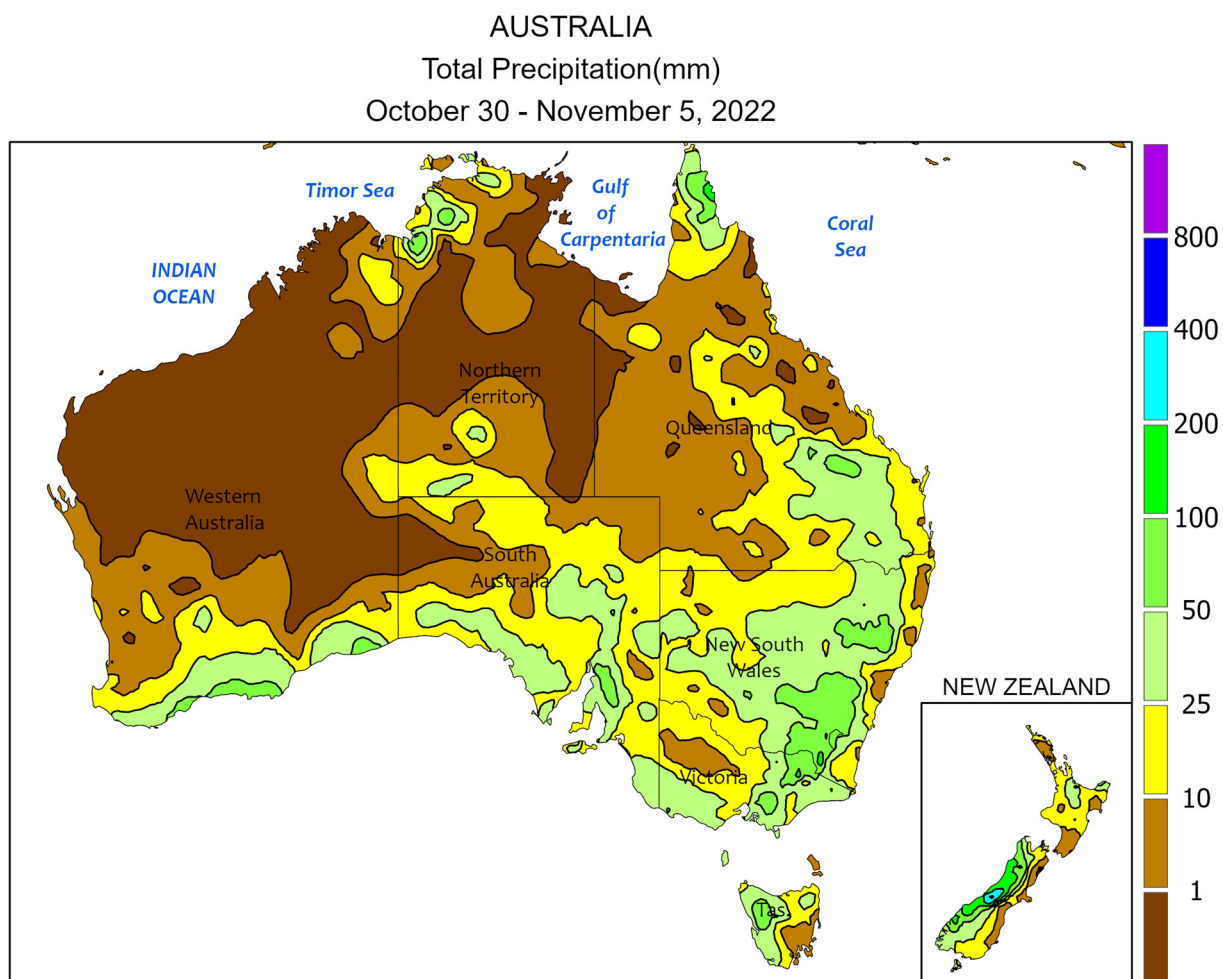 AUSTRALIA
Total Precipitation(mm)
October 30 - November 5, 2022
Timor Sea
Gulf
of
Carpentaria
Coral
Sea
INDIAN
OCEAN
800
400
200
100
50
25
10
1
Northern
Territory
Queensland
Western
Australia
South
Australia
New South
Wales
Victoria
Tas.
NEW ZEALAND